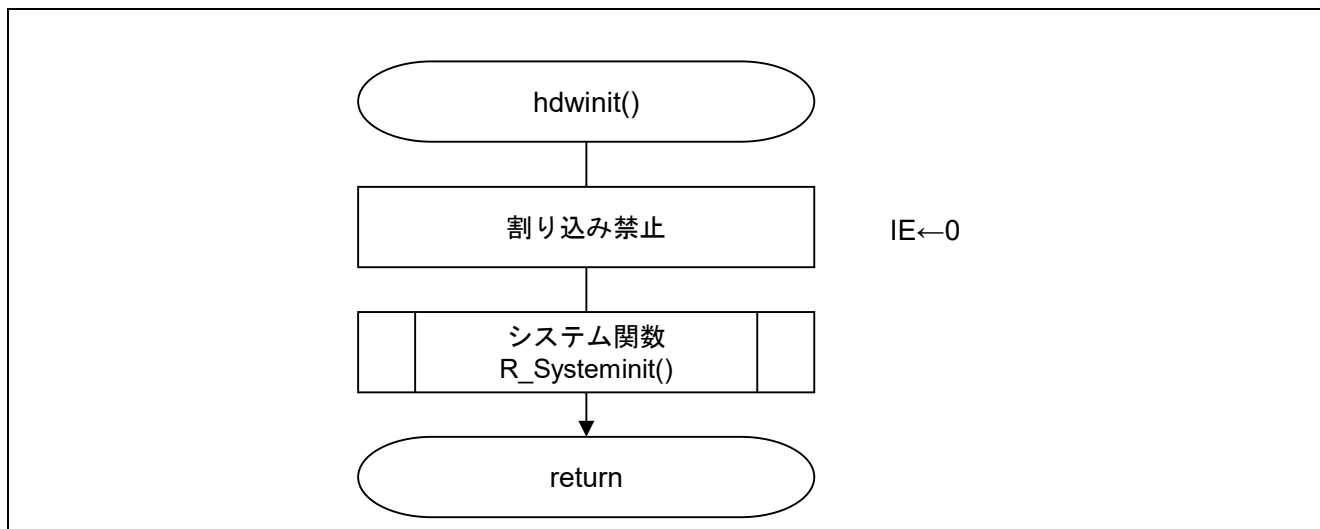 hdwinit()
割り込み禁止
IE←0
システム関数
R_Systeminit()
return